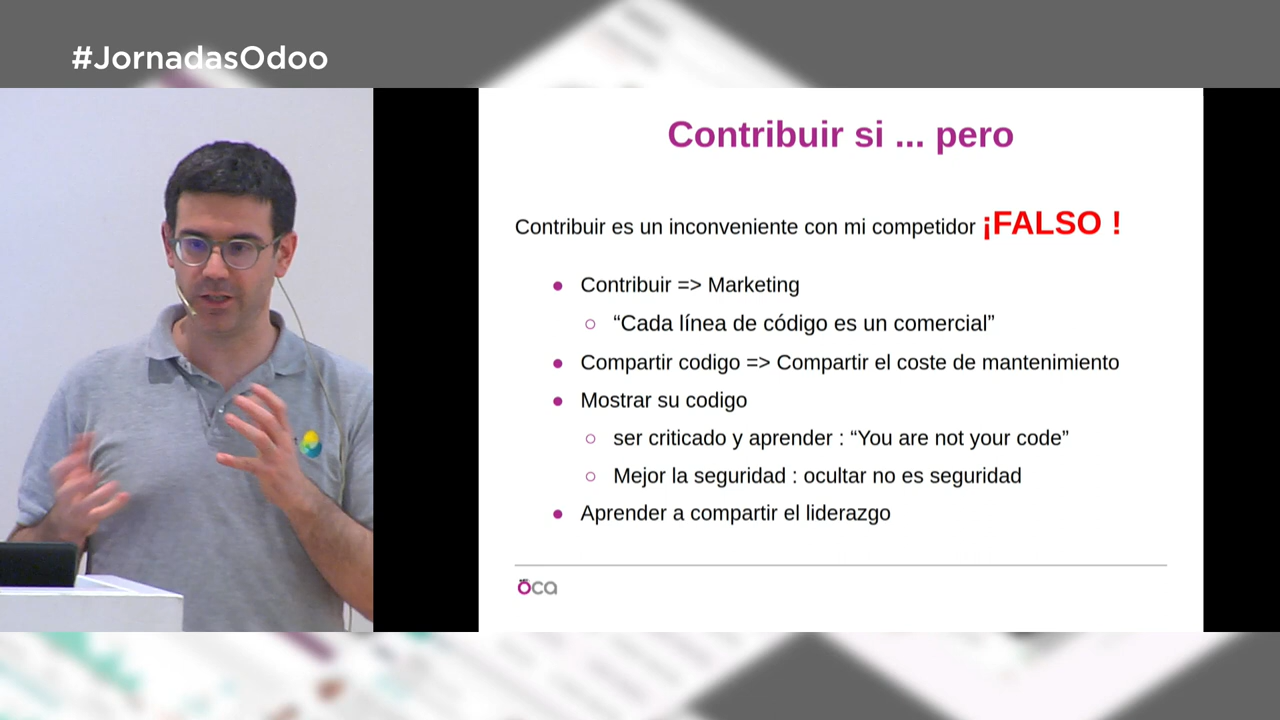 #JornadasOdoo
Contribuir si ... pero
Contribuir es un inconveniente con mi competidor ¡FALSO !
Contribuir => Marketing
“Cada línea de código es un comercial”
Compartir codigo => Compartir el coste de mantenimiento
Mostrar su codigo
ser criticado y aprender : “You are not your code”
Mejor la seguridad : ocultar no es seguridad
Aprender a compartir el liderazgo
oca